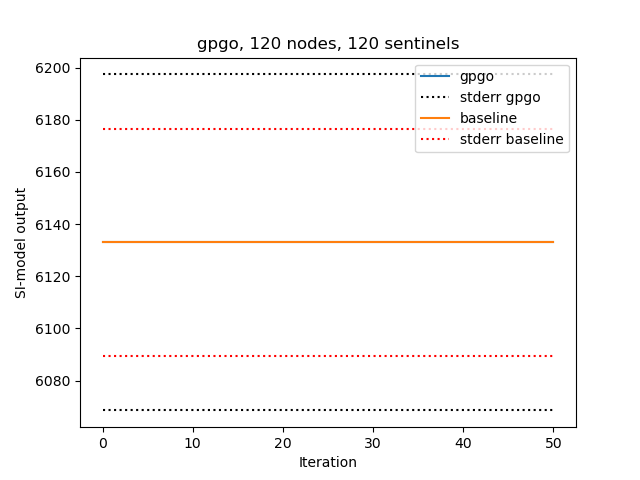 gpgo, 120 nodes, 120 sentinels
6200
6180
6160
6140
6120
6100
6080
SI-model output
gpgo
stderr gpgo
baseline
stderr baseline
0 10 20 30 40 50
Iteration